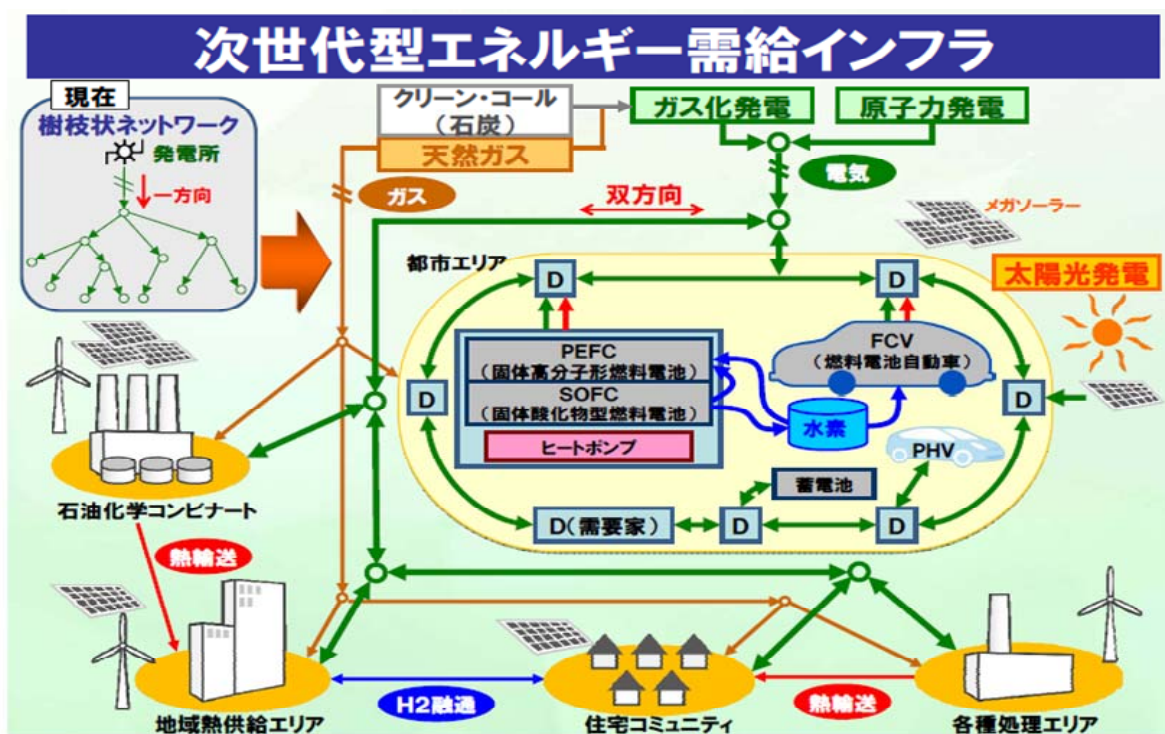 次世代型エネルギー需給インフラ
現在
樹枝状ネットワーク
発電所
一方向
クリーン・コール
(石炭)
天然ガス
ガス化発電
原子力発電
ガス
電気
双方向
メガソーラー
都市エリア
太陽光発電
D
D
PEFC
(固体高分子形燃料電池)
SOFC
(固体酸化物型燃料電池)
ヒートポンプ
FCV
(燃料電池自動車)
D
D
水素
PHV
蓄電池
D(需要家)
D
D
石油化学コンビナート
熱輸送
H2融通
熱輸送
地域熱供給エリア
住宅コミュニティ
各種処理エリア